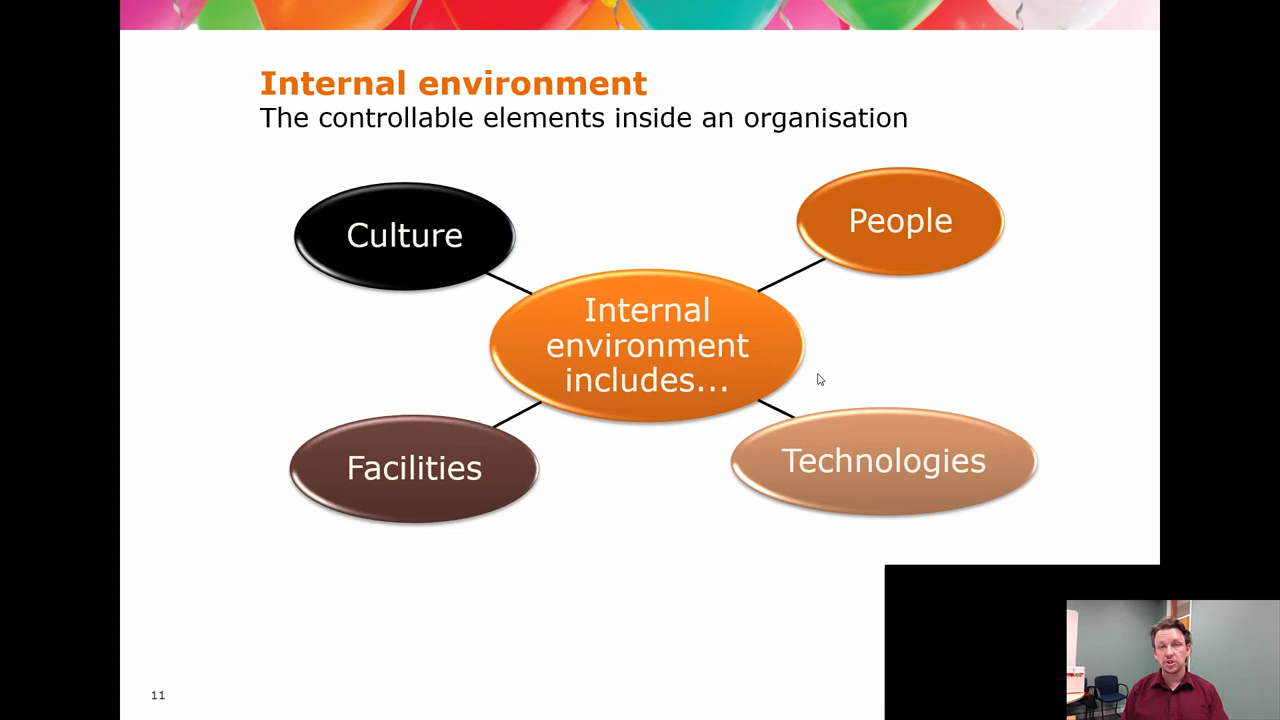 Internal environment
The controllable elements inside an organisation
Culture
People
Internal
environment
includes...
Facilities
Technologies
11